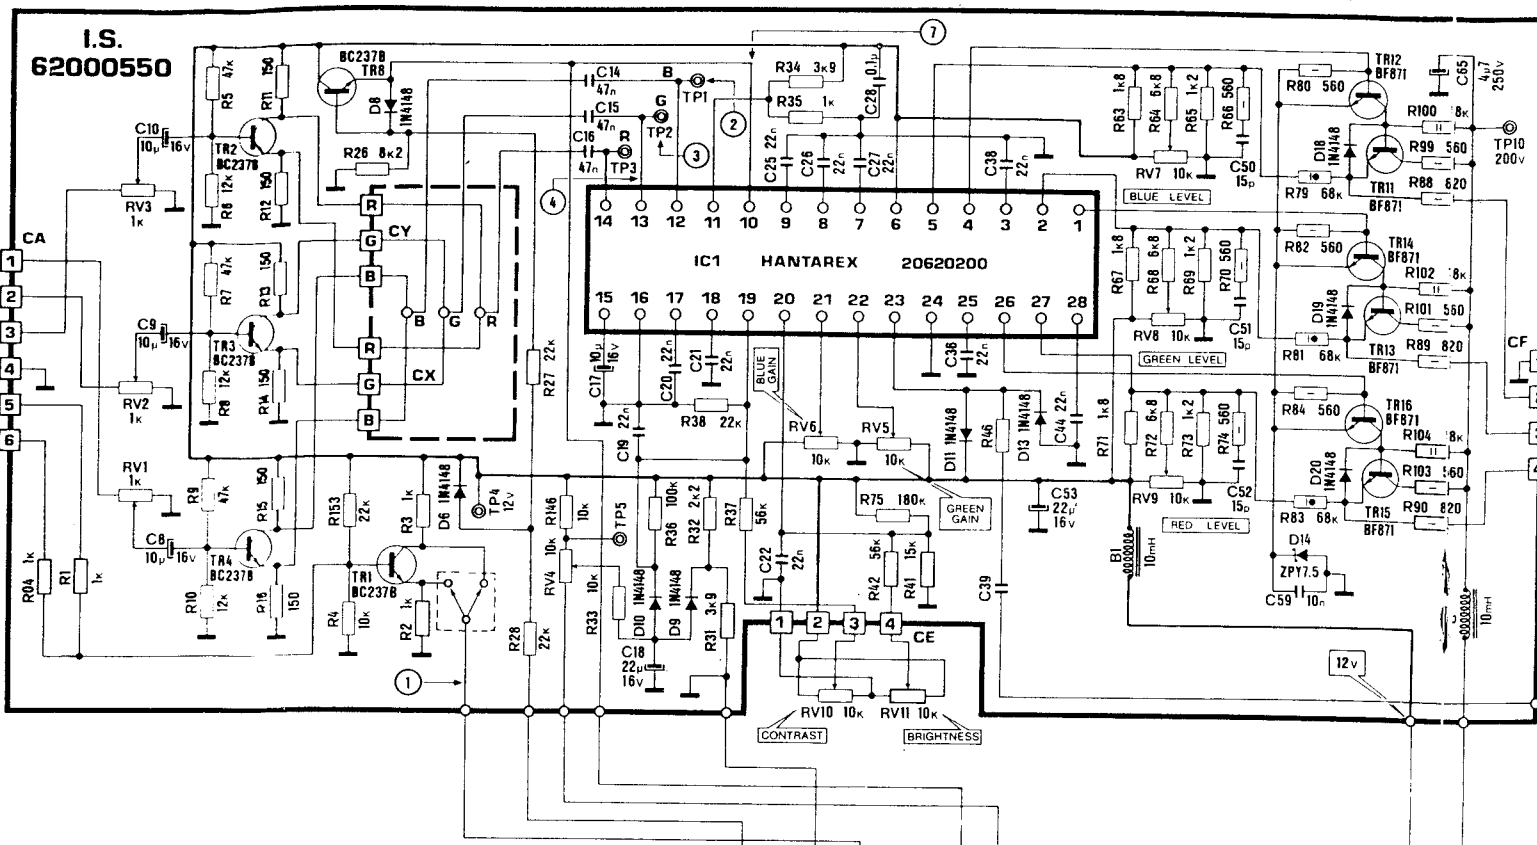 I.S.
62000550
CA
1
2
3
4
5
6
C10
10µ 16v
RV3
1K
C9
10µ 16v
RV2
1K
RV1
1K
C8
10µ 16v
R04 1K
R1
1K
47K
R5
150
R11
TR2
BC237B
12K
R6
150
R12
47K
R7
150
R13
TR3
BC237B
12K
R8
150
R14
R9
47K
150
R15
TR4
BC237B
R10
12K
R16
150
BC237B
TR8
D8
1N4148
R26 8K2
R
G
B
CY
B
G
R
R
G
B
CX
R153
22K
R3
1K
D6 1N4148
TP4
12v
TR1
BC237B
R4
10K
R2
1K
1
R27 22K
R28
22K
C14
47n
C15
47n
C16
47n
B
TP1
G
TP2
R
TP3
2
3
4
7
R34 3K9
R35 1K
C28 0.1µ
C25 22n
C26 22n
C27 22n
C38 22n
14 13 12 11 10 9 8 7 6 5 4 3 2 1
IC1 HANTAREX 20620200
15 16 17 18 19 20 21 22 23 24 25 26 27 28
C17 10µ 16v
C20 22n
C21 22n
R38 22K
C19 22n
BLUE GAIN
RV6
10K
RV5
10K
GREEN GAIN
C36 22n
D11 1N4148
R46
D13 1N4148
C44 22n
R146
10K
TP5
R36 100K
R32 2K2
R37
56K
R75 180K
C53
22µ
16v
RV4 10K
R33 10K
D10 1N4148
D9 1N4148
R31 3K9
C18
22µ
16v
C22 22n
R42 56K
R41 15K
C39
1 2 3 4
CE
RV10 10K
RV11 10K
CONTRAST
BRIGHTNESS
R63 1K8
R64 6K8
R65 1K2
R66 560
C50
15p
RV7 10K
BLUE LEVEL
R67 1K8
R68 6K8
R69 1K2
R70 560
C51
15p
RV8 10K
GREEN LEVEL
R71 1K8
R72 6K8
R73 1K2
R74 560
C52
15p
RV9 10K
RED LEVEL
B1
10mH
TR12
BF871
R80 560
D18
1N4148
R79 68K
TR11
BF871
R100 8K
R99 560
R88 820
C65 4µ7 250v
TP10
200v
TR14
BF871
R82 560
D19
1N4148
R81 68K
TR13
BF871
R102 8K
R101 560
R89 820
TR16
BF871
R84 560
D20
1N4148
R83 68K
TR15
BF871
R104 8K
R103 560
R90 820
D14
ZPY7.5
C59 10n
10mH
12v
CF